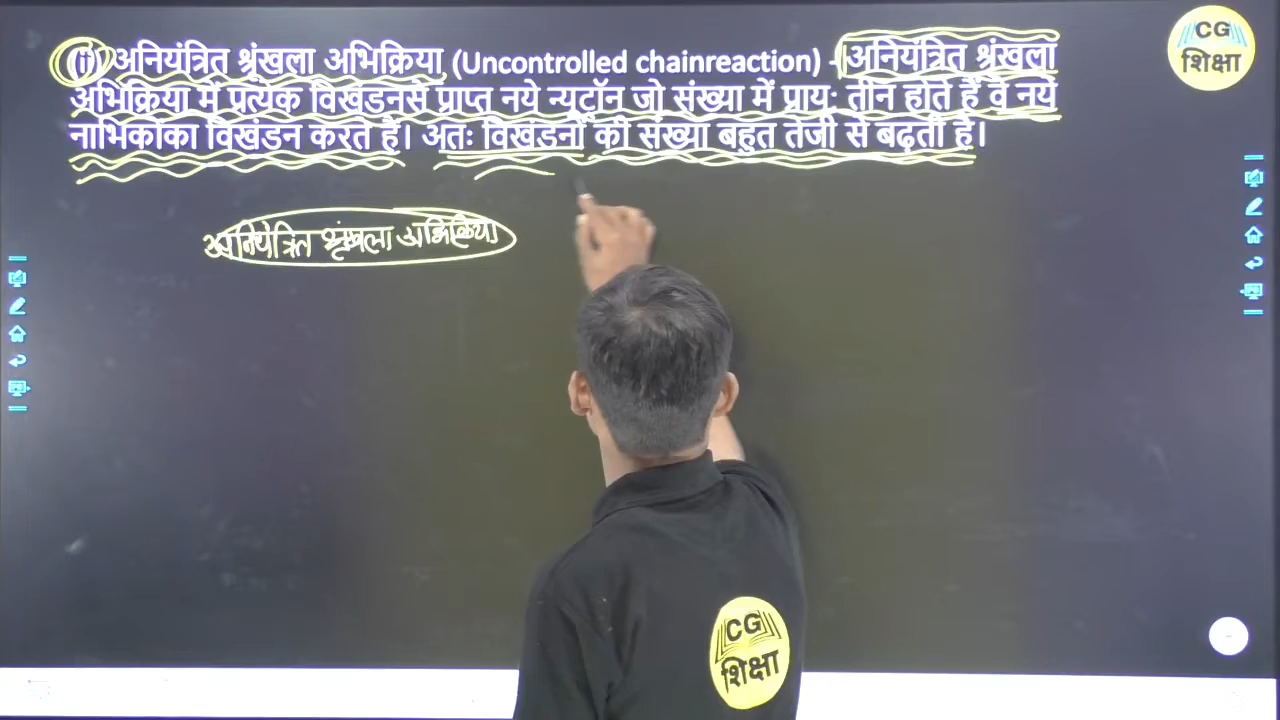 (ii) अनियंत्रित श्रंखला अभिक्रिया (Uncontrolled chainreaction) - अनियंत्रित श्रंखला
अभिक्रिया में प्रत्येक विखंडनसे प्राप्त नये न्यूट्रॉन जो संख्या में प्राय: तीन होते हैं वे नये
नाभिकोंका विखंडन करते हैं। अतः विखंडनों की संख्या बहुत तेजी से बढ़ती है।
अनियंत्रित श्रृंखला अभिक्रिया
CG
शिक्षा
CG
शिक्षा